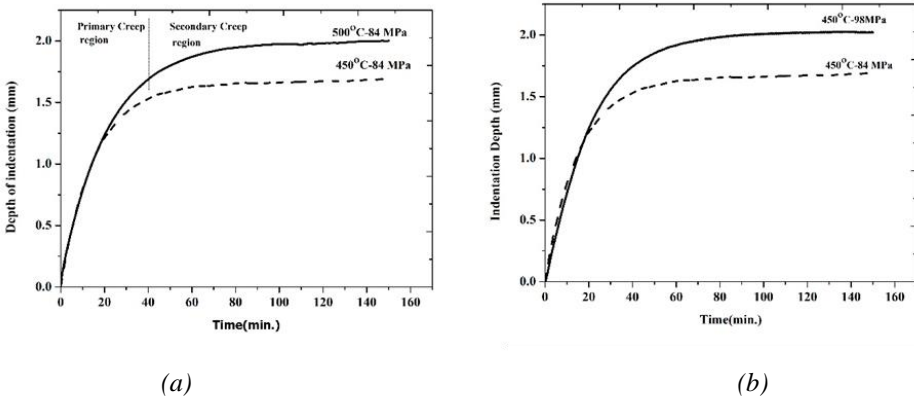 Primary Creep
region
Secondary Creep
region
500°C-84 MPa
450°C-84 MPa
Depth of indentation (mm)
2.0
1.5
1.0
0.5
0.0
0 20 40 60 80 100 120 140 160
Time(min.)
(a)
450°C-98MPa
450°C-84 MPa
Indentation Depth (mm)
2.0
1.5
1.0
0.5
0.0
0 20 40 60 80 100 120 140 160
Time(min.)
(b)